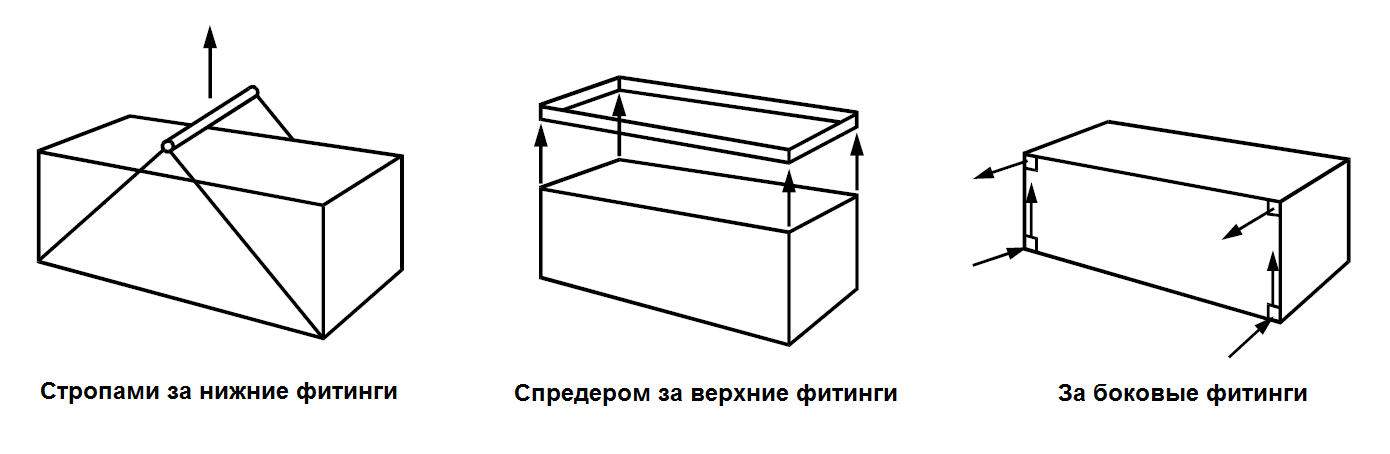 Стропами за нижние фитинги
Спредером за верхние фитинги
За боковые фитинги